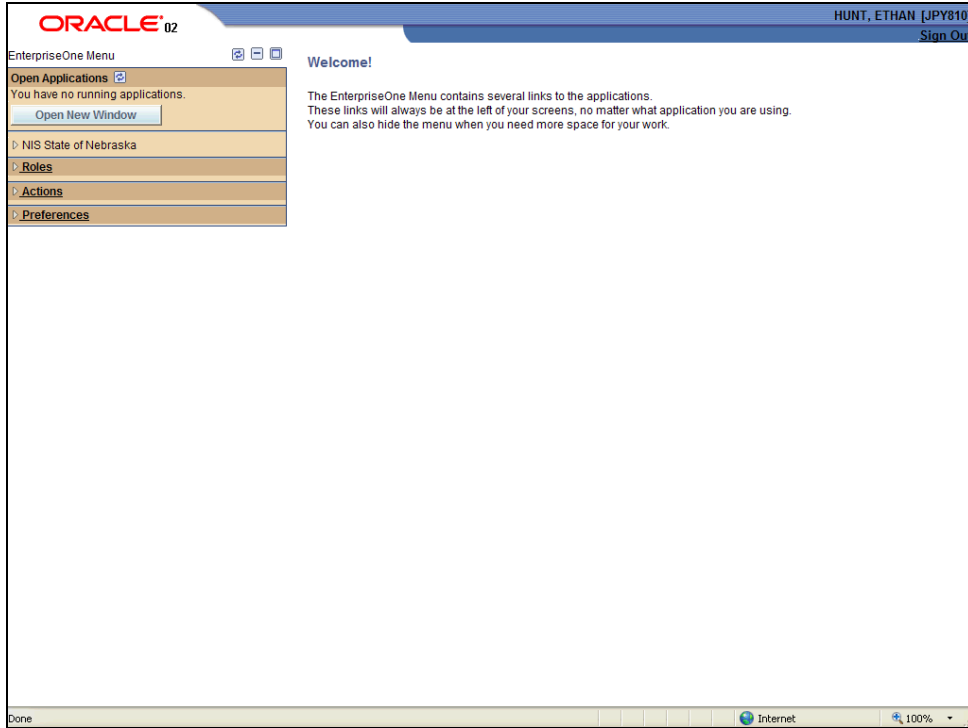 ORACLE 02
HUNT, ETHAN [JPY810
Sign Ou
EnterpriseOne Menu
Open Applications
You have no running applications.
Open New Window
NIS State of Nebraska
Roles
Actions
Preferences
Welcome!
The EnterpriseOne Menu contains several links to the applications.
These links will always be at the left of your screens, no matter what application you are using.
You can also hide the menu when you need more space for your work.
Done
Internet
100%